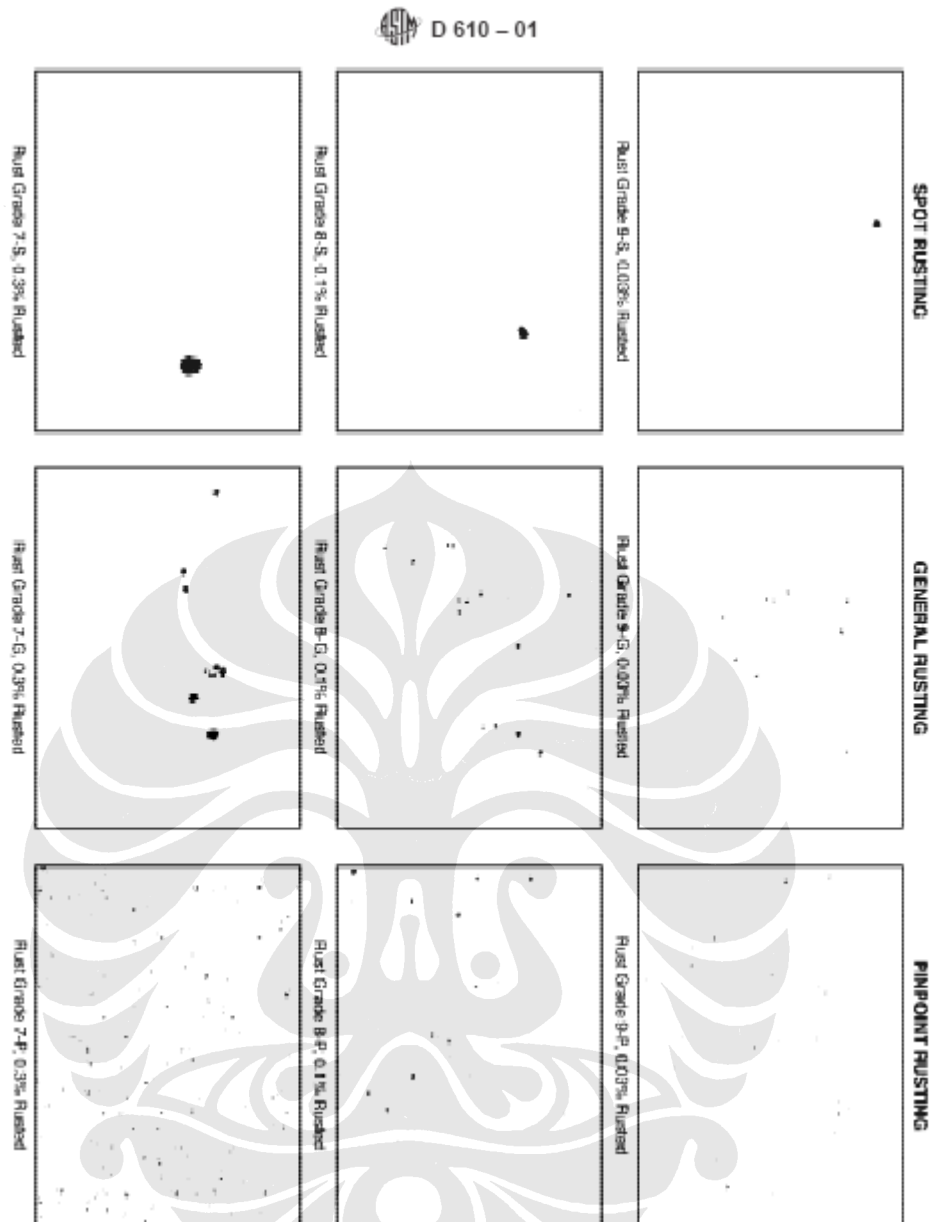 ASTM D 610 – 01
SPOT RUSTING
Rust Grade 9-S, 0.03% Rusted
Rust Grade 8-S, 0.1% Rusted
Rust Grade 7-S, 0.3% Rusted
GENERAL RUSTING
Rust Grade 9-G, 0.03% Rusted
Rust Grade 8-G, 0.1% Rusted
Rust Grade 7-G, 0.3% Rusted
PINPOINT RUSTING
Rust Grade 9-P, 0.03% Rusted
Rust Grade 8-P, 0.1% Rusted
Rust Grade 7-P, 0.3% Rusted